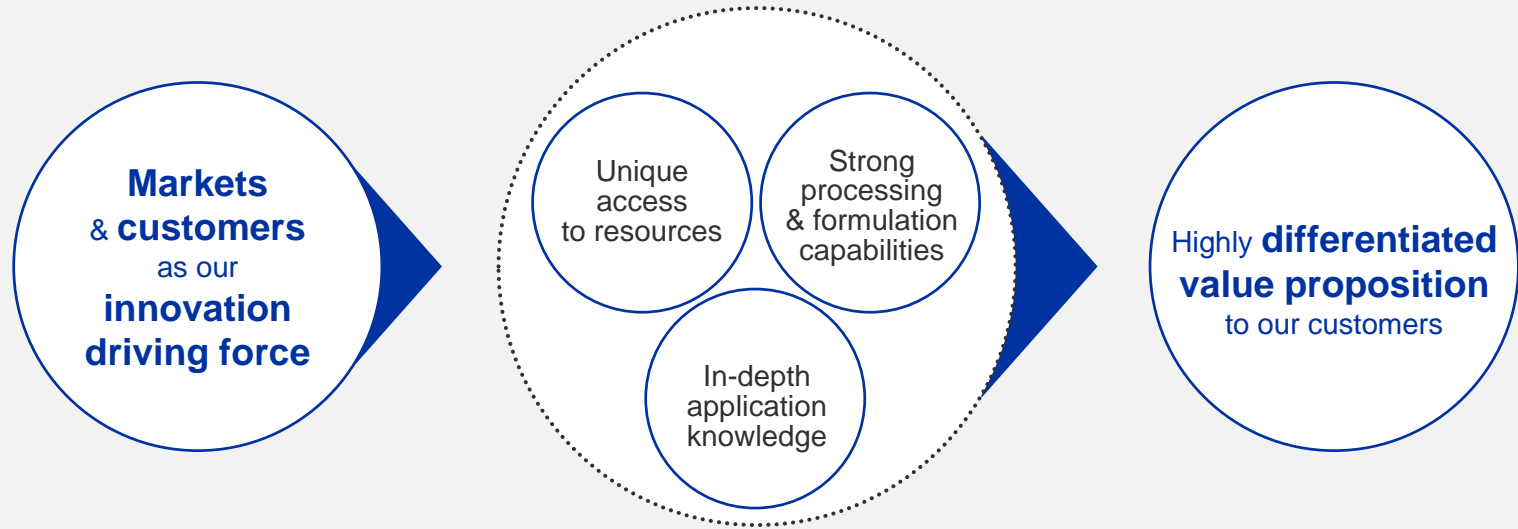 Markets
& customers
as our
innovation
driving force
Unique
access
to resources
Strong
processing
& formulation
capabilities
In-depth
application
knowledge
Highly differentiated
value proposition
to our customers